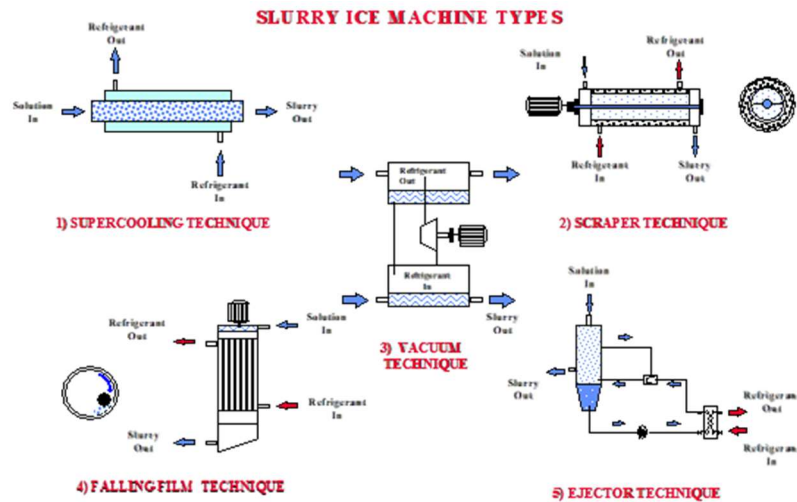 SLURRY ICE MACHINE TYPES
Refrigerant
Out
Solution
In
Slurry
Out
Refrigerant
In
1) SUPERCOOLING TECHNIQUE
Solution
In
Refrigerant
Out
Refrigerant
In
Slurry
Out
2) SCRAPER TECHNIQUE
Refrigerant
Out
Refrigerant
In
Slurry
Out
3) VACUUM
TECHNIQUE
Solution
In
Refrigerant
Out
Refrigerant
In
Slurry
Out
4) FALLING FILM TECHNIQUE
Solution
In
Slurry
Out
Refrigeran
Out
Refrigeran
In
5) EJECTOR TECHNIQUE